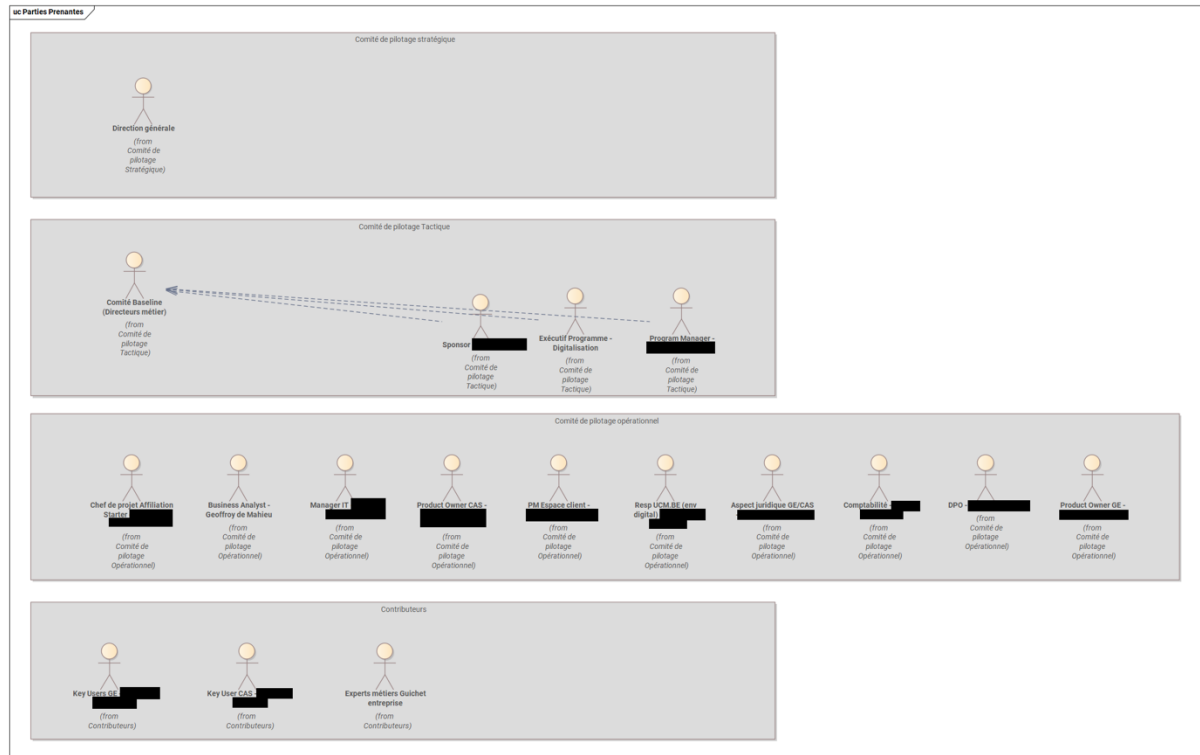 uc Parties Prenantes
Comité de pilotage stratégique
Direction générale
(from
Comité de
pilotage
Stratégique)
Comité de pilotage Tactique
Comité Baseline
(Directeurs métier)
(from
Comité de
pilotage
Tactique)
Sponsor
(from
Comité de
pilotage
Tactique)
Exécutif Programme -
Digitalisation
(from
Comité de
pilotage
Tactique)
Program Manager -
(from
Comité de
pilotage
Tactique)
Comité de pilotage opérationnel
Chef de projet Affiliation
Starter
(from
Comité de
pilotage
Opérationnel)
Business Analyst -
Geoffroy de Mahieu
(from
Comité de
pilotage
Opérationnel)
Manager IT
(from
Comité de
pilotage
Opérationnel)
Product Owner CAS -
(from
Comité de
pilotage
Opérationnel)
PM Espace client -
(from
Comité de
pilotage
Opérationnel)
Resp UCM.BE (env
digital)
(from
Comité de
pilotage
Opérationnel)
Aspect juridique GE/CAS
(from
Comité de
pilotage
Opérationnel)
Comptabilité -
(from
Comité de
pilotage
Opérationnel)
DPO -
(from
Comité de
pilotage
Opérationnel)
Product Owner GE -
(from
Comité de
pilotage
Opérationnel)
Contributeurs
Key Users GE
(from
Contributeurs)
Key User CAS -
(from
Contributeurs)
Experts métiers Guichet
entreprise
(from
Contributeurs)